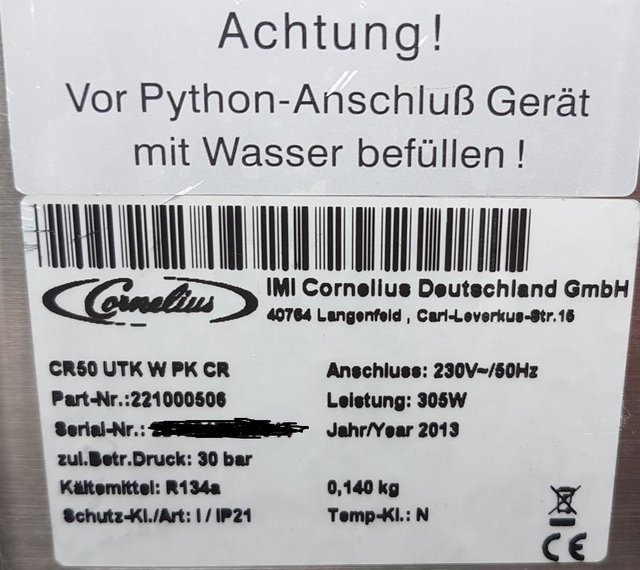 Achtung!
Vor Python-Anschluß Gerät
mit Wasser befüllen!
Cornelius
IMI Cornelius Deutschland GmbH
40764 Langenfeld, Carl-Leverkus-Str.15
CR50 UTK W PK CR
Anschluss: 230V~/50Hz
Part-Nr.:221000506
Leistung: 305W
Serial-Nr.:
Jahr/Year 2013
zul.Betr.Druck: 30 bar
Kältemittel: R134a
0,140 kg
Schutz-Kl./Art: I / IP21
Temp-Kl.: N
CE